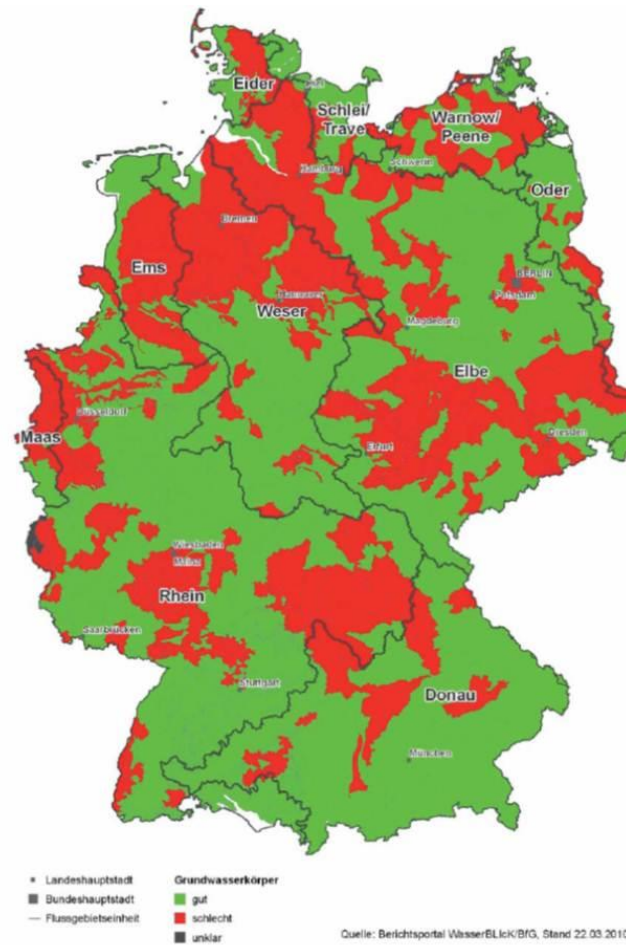 Eider
Schlei/
Trave
Warnow/
Peene
Hamburg
Schwerin
Oder
Bremen
Ems
BERLIN
Potsdam
Hannover
Weser
Magdeburg
Elbe
Düsseldorf
Maas
Erfurt
Dresden
Wiesbaden
Mainz
Rhein
Saarbrücken
Stuttgart
Donau
München
Landeshauptstadt
Bundeshauptstadt
Flussgebietseinheit
Grundwasserkörper
gut
schlecht
unklar
Quelle: Berichtsportal WasserBLIcK/BfG, Stand 22.03.2010